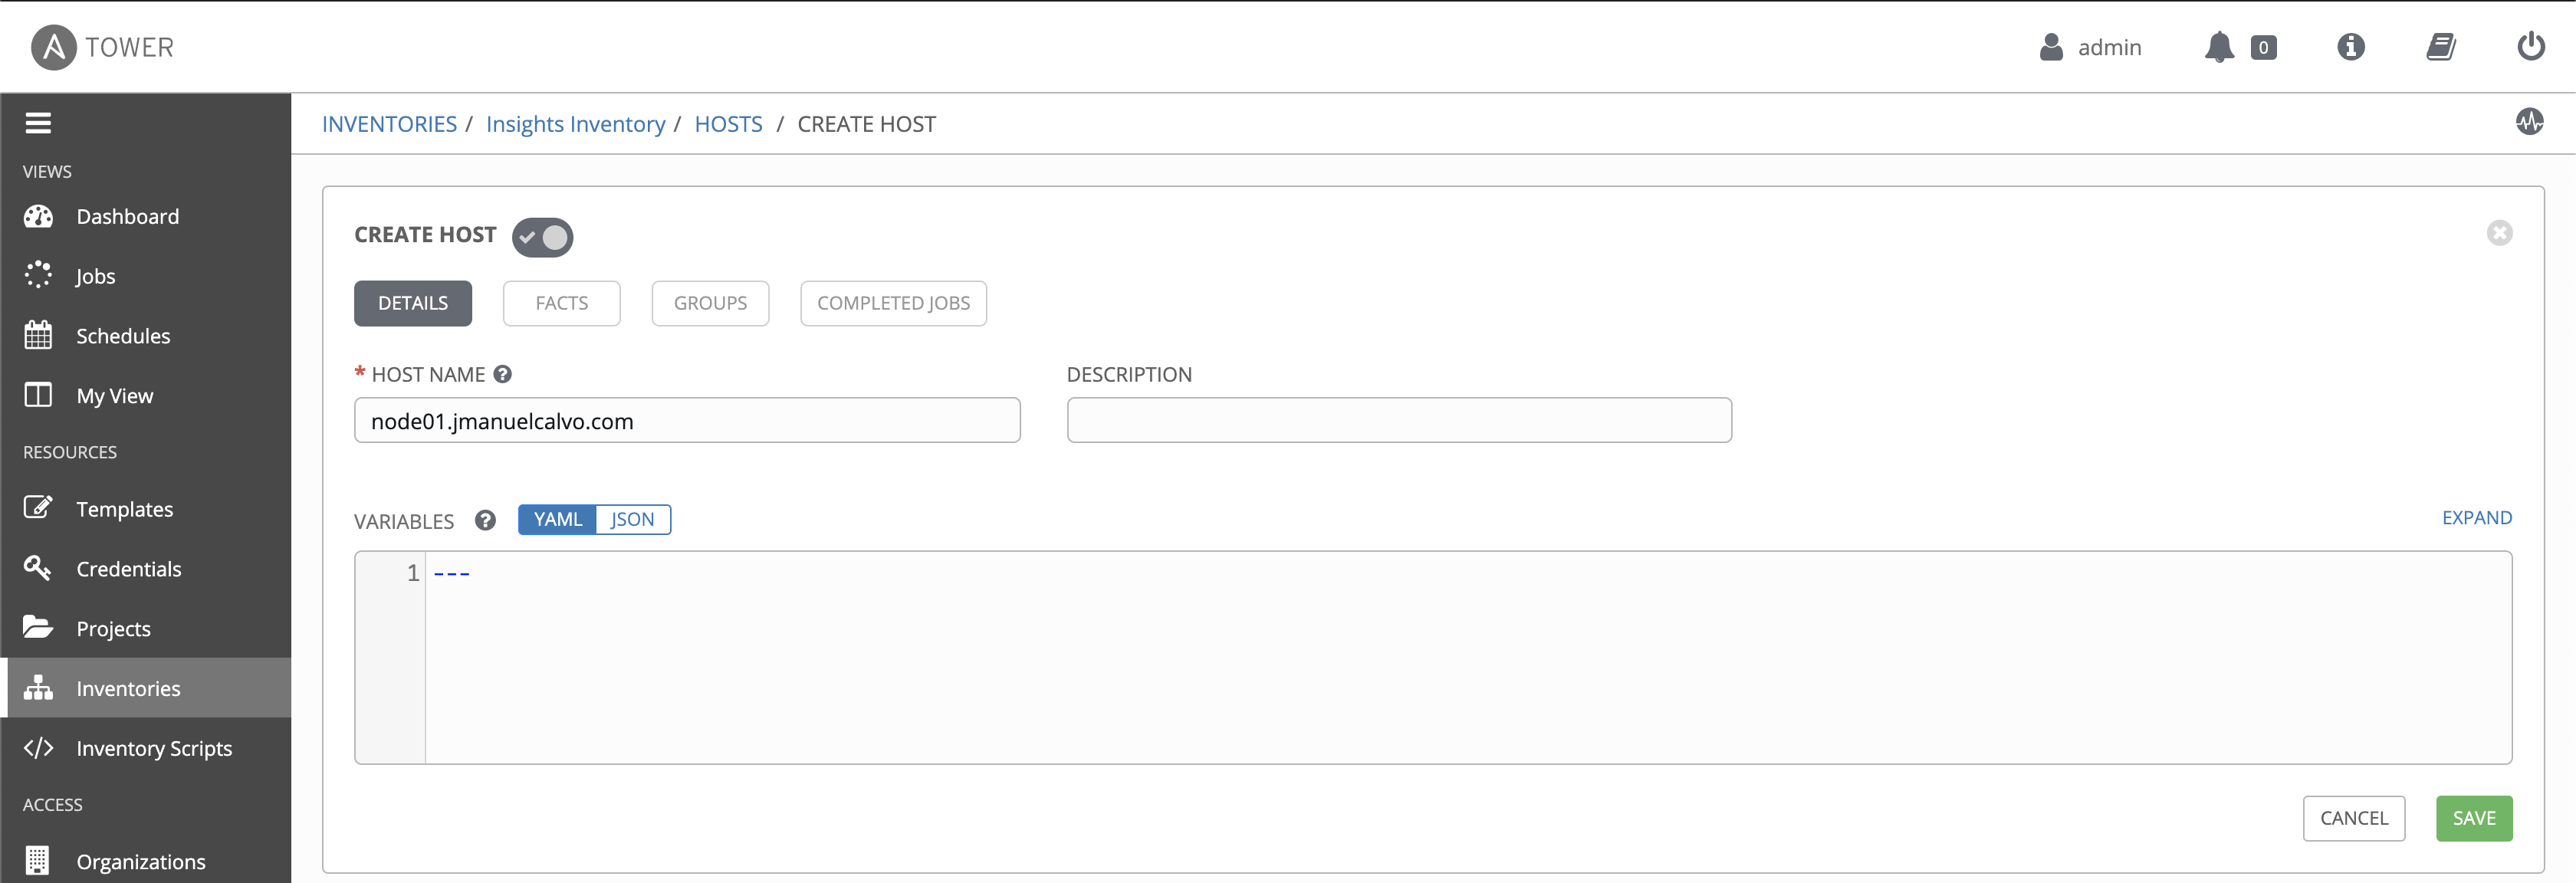 TOWER
admin
0
VIEWS
Dashboard
Jobs
Schedules
My View
RESOURCES
Templates
Credentials
Projects
Inventories
Inventory Scripts
ACCESS
Organizations
INVENTORIES / Insights Inventory / HOSTS / CREATE HOST
CREATE HOST
DETAILS FACTS GROUPS COMPLETED JOBS
* HOST NAME ?
node01.jmanuelcalvo.com
DESCRIPTION
VARIABLES ? YAML JSON
EXPAND
1 ---
CANCEL SAVE